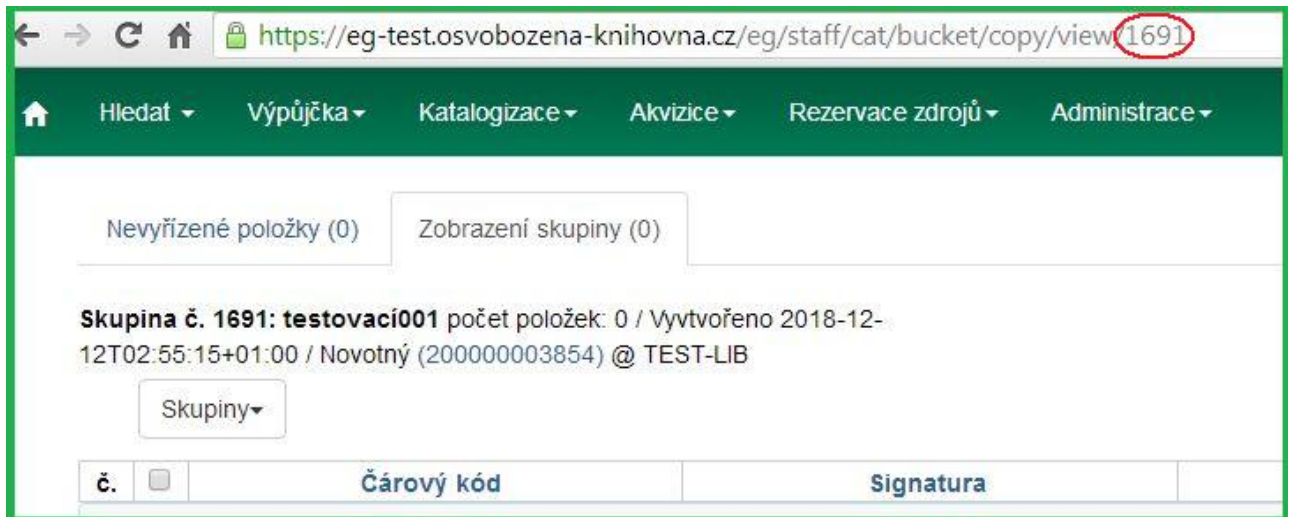 https://eg-test.osvobozena-knihovna.cz/eg/staff/cat/bucket/copy/view/1691
Hledat Výpůjčka Katalogizace Akvizice Rezervace zdrojů Administrace
Nevyřízené položky (0) Zobrazení skupiny (0)
Skupina č. 1691: testovací001 počet položek: 0 / Vyvtvořeno 2018-12-
12T02:55:15+01:00 / Novotný (200000003854) @ TEST-LIB
Skupiny
č. Čárový kód Signatura